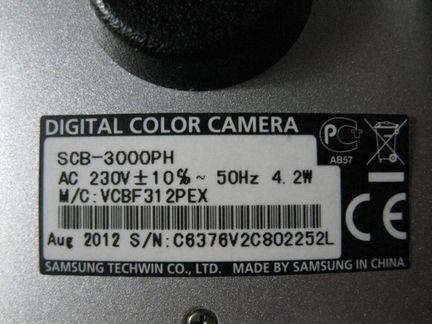 DIGITAL COLOR CAMERA
SCB-3000PH
AC 230V±10% ~ 50Hz 4.2W
M/C:VCBF312PEX
Aug 2012 S/N:C6376V2C802252L
SAMSUNG TECHWIN CO., LTD. MADE BY SAMSUNG IN CHINA
AB57
CE